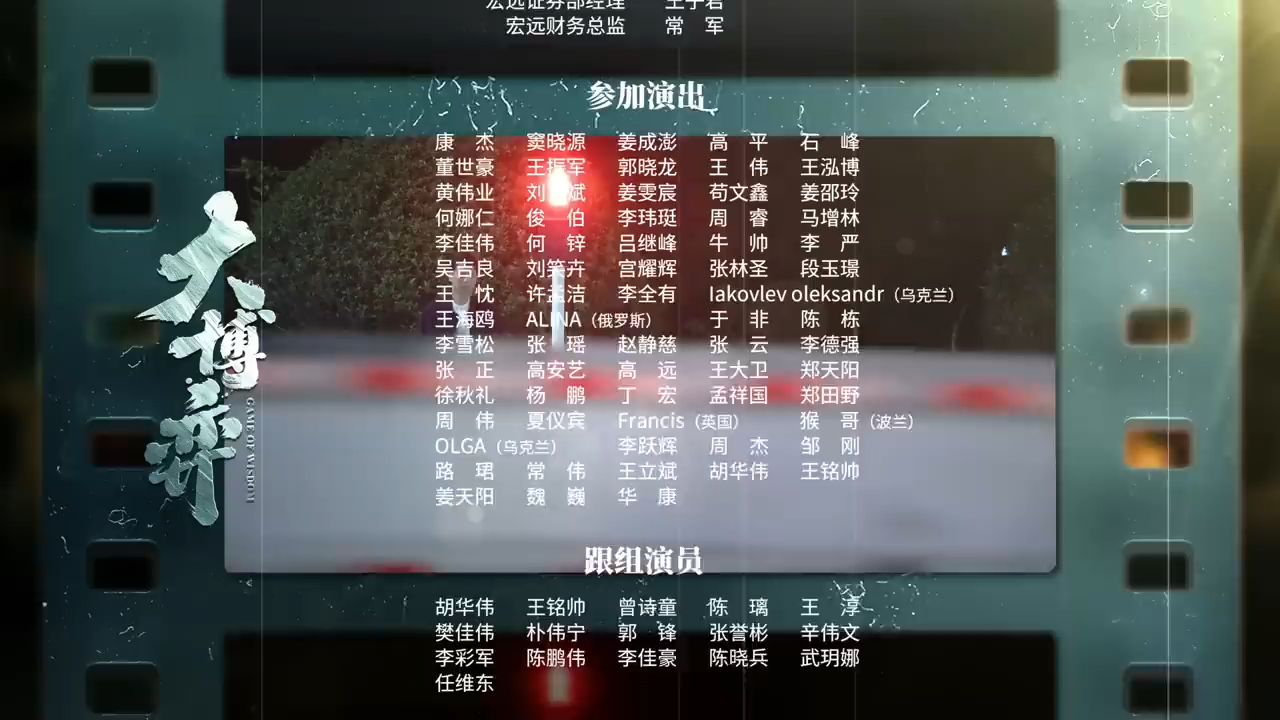 宏远证券部经理 王子君
宏远财务总监 常 军
参加演出
康 杰 窦晓源 姜成澎 高 平 石 峰
董世豪 王振军 郭晓龙 王 伟 王泓博
黄伟业 刘 斌 姜雯宸 苟文鑫 姜邵玲
何娜仁 俊 伯 李玮珽 周 睿 马增林
李佳伟 何 锌 吕继峰 牛 帅 李 严
吴吉良 刘笑卉 宫耀辉 张林圣 段玉璟
王 忱 许孟洁 李全有 Iakovlev oleksandr（乌克兰）
王海鸥 ALINA（俄罗斯） 于 非 陈 栋
李雪松 张 瑶 赵静慈 张 云 李德强
张 正 高安艺 高 远 王大卫 郑天阳
徐秋礼 杨 鹏 丁 宏 孟祥国 郑田野
周 伟 夏仪宾 Francis（英国） 猴 哥（波兰）
OLGA（乌克兰） 李跃辉 周 杰 邹 刚
路 珺 常 伟 王立斌 胡华伟 王铭帅
姜天阳 魏 巍 华 康
跟组演员
胡华伟 王铭帅 曾诗童 陈 璃 王 淳
樊佳伟 朴伟宁 郭 锋 张誉彬 辛伟文
李彩军 陈鹏伟 李佳豪 陈晓兵 武玥娜
任维东
大博弈
GAME OF WISDOM